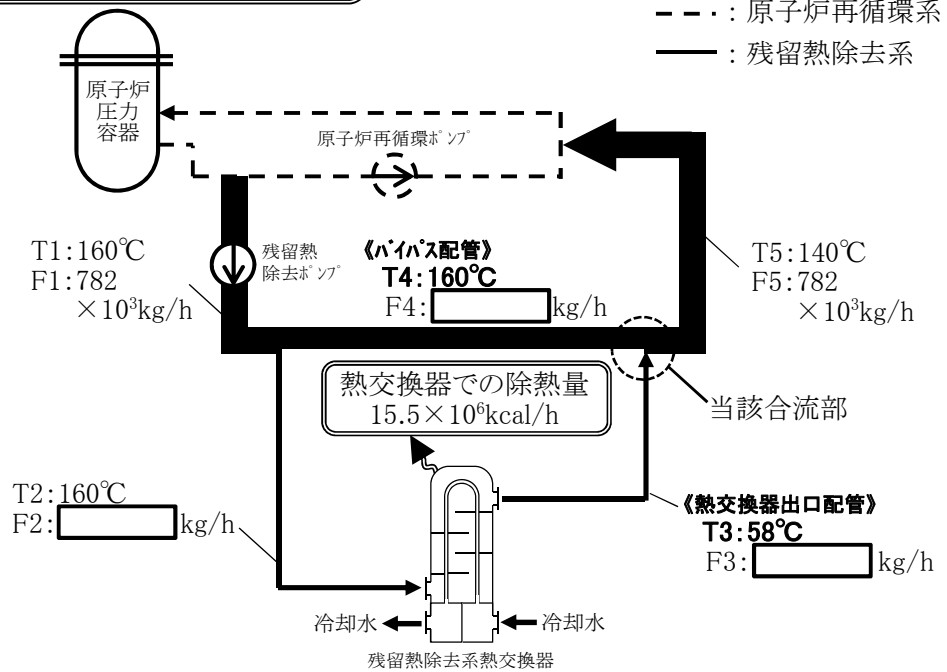 : 原子炉再循環系
: 残留熱除去系
原子炉
圧力
容器
原子炉再循環ﾎﾟﾝﾌﾟ
T1:160℃
F1:782
×10³kg/h
残留熱
除去ﾎﾟﾝﾌﾟ
《ﾊﾞｲﾊﾟｽ配管》
T4:160℃
F4: kg/h
T5:140℃
F5:782
×10³kg/h
熱交換器での除熱量
15.5×10⁶kcal/h
当該合流部
T2:160℃
F2: kg/h
《熱交換器出口配管》
T3:58℃
F3: kg/h
冷却水
冷却水
残留熱除去系熱交換器